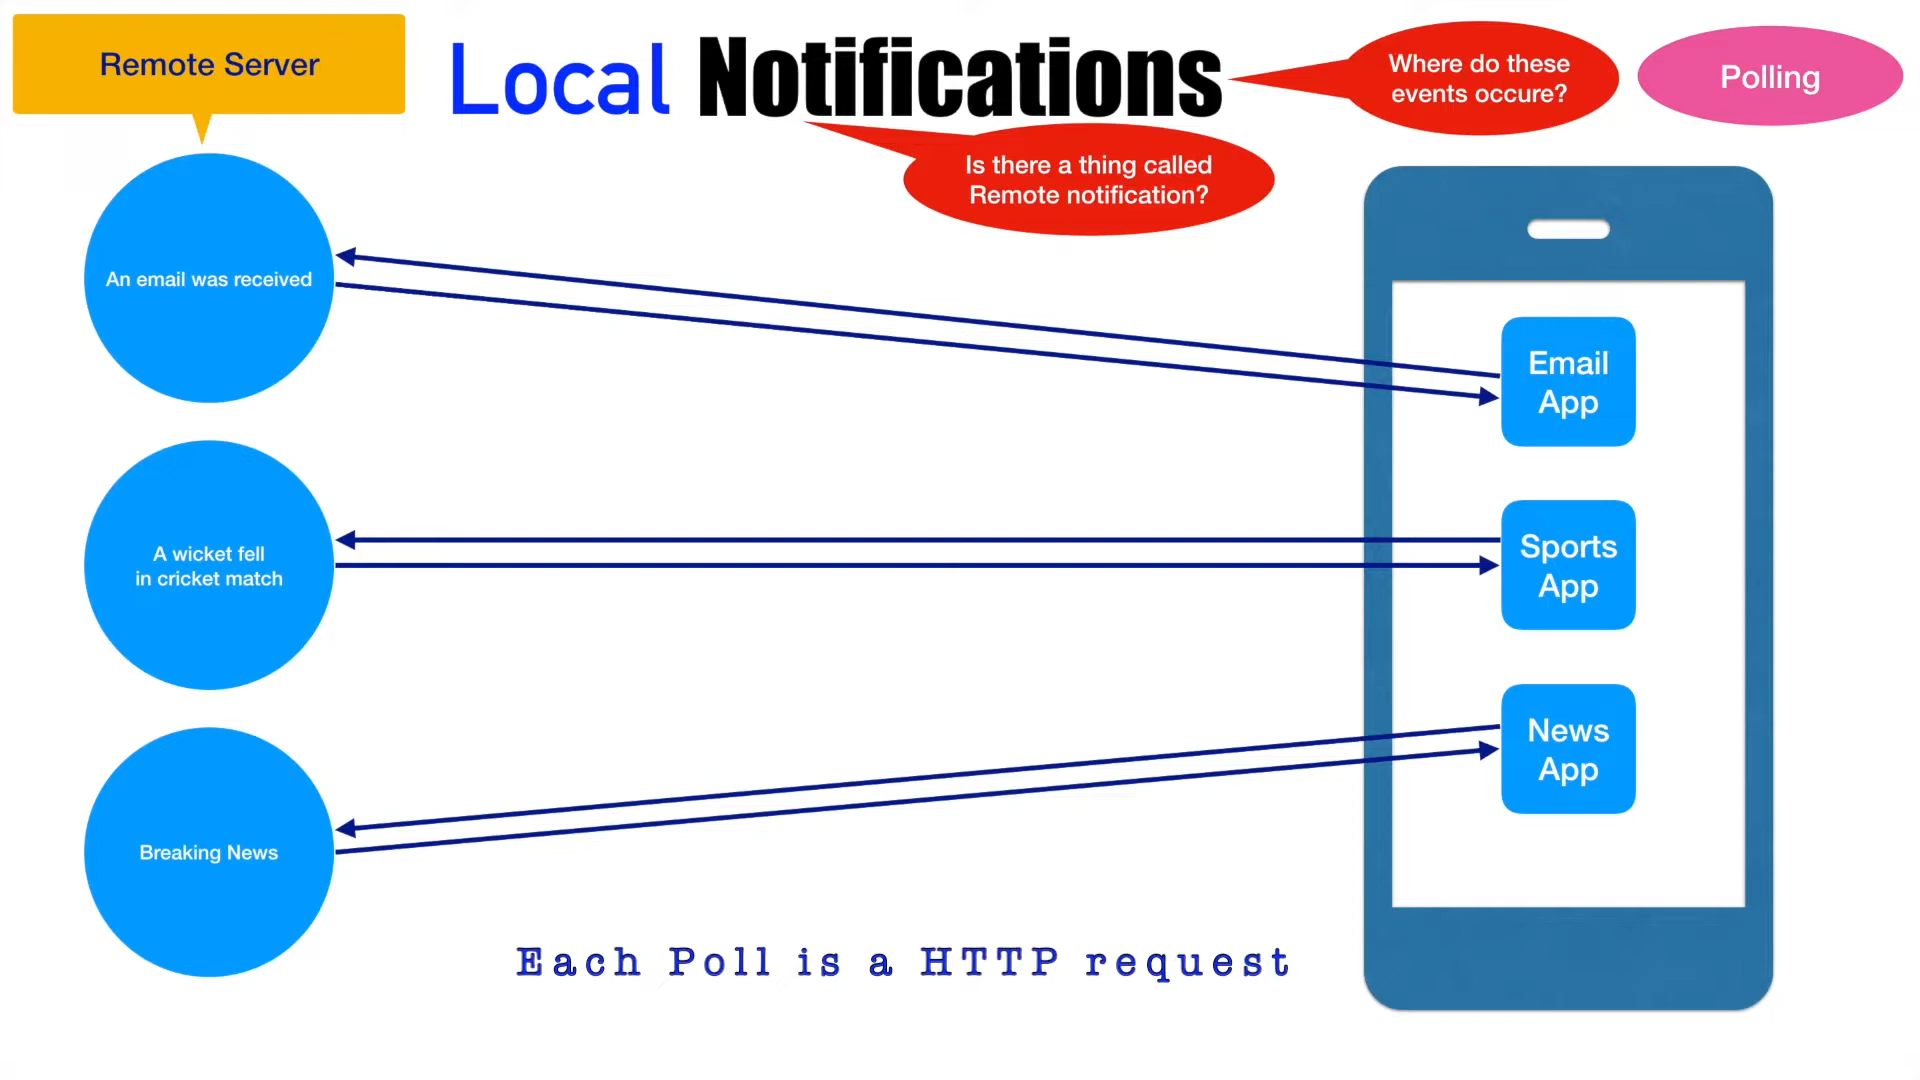 Remote Server
Local Notifications
Where do these
events occure?
Polling
Is there a thing called
Remote notification?
An email was received
Email
App
A wicket fell
in cricket match
Sports
App
News
App
Breaking News
Each Poll is a HTTP request